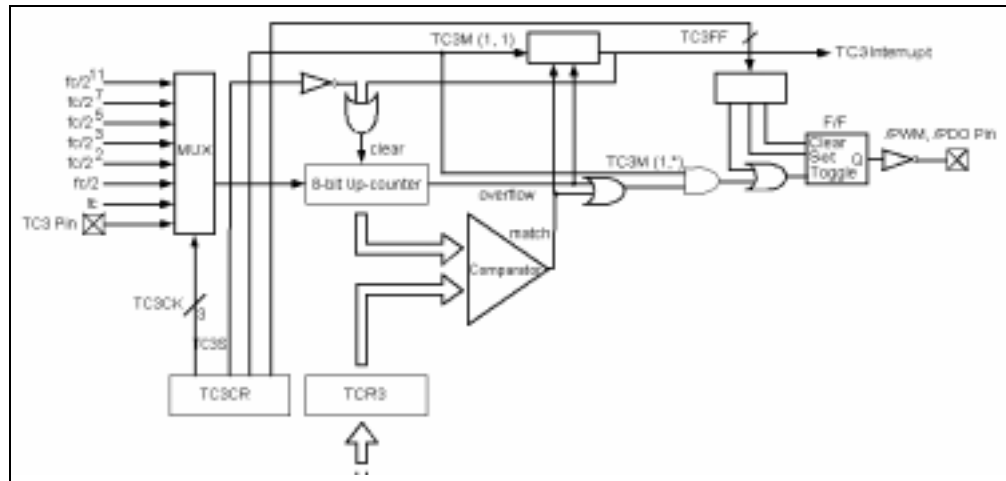 TC3M (1, 1)
TC3FF
TC3 Interrupt
fc/2^11
fc/2^7
fc/2^5
fc/2^3
fc/2^2
fc/2
fc
TC3 Pin
MUX
clear
8-bit Up-counter
overflow
TC3M (1,*)
F/F
Clear
Set
Toggle
Q
/PWM, /PDO Pin
match
Comparator
TC3CK
3
TC3S
TC3CR
TCR3